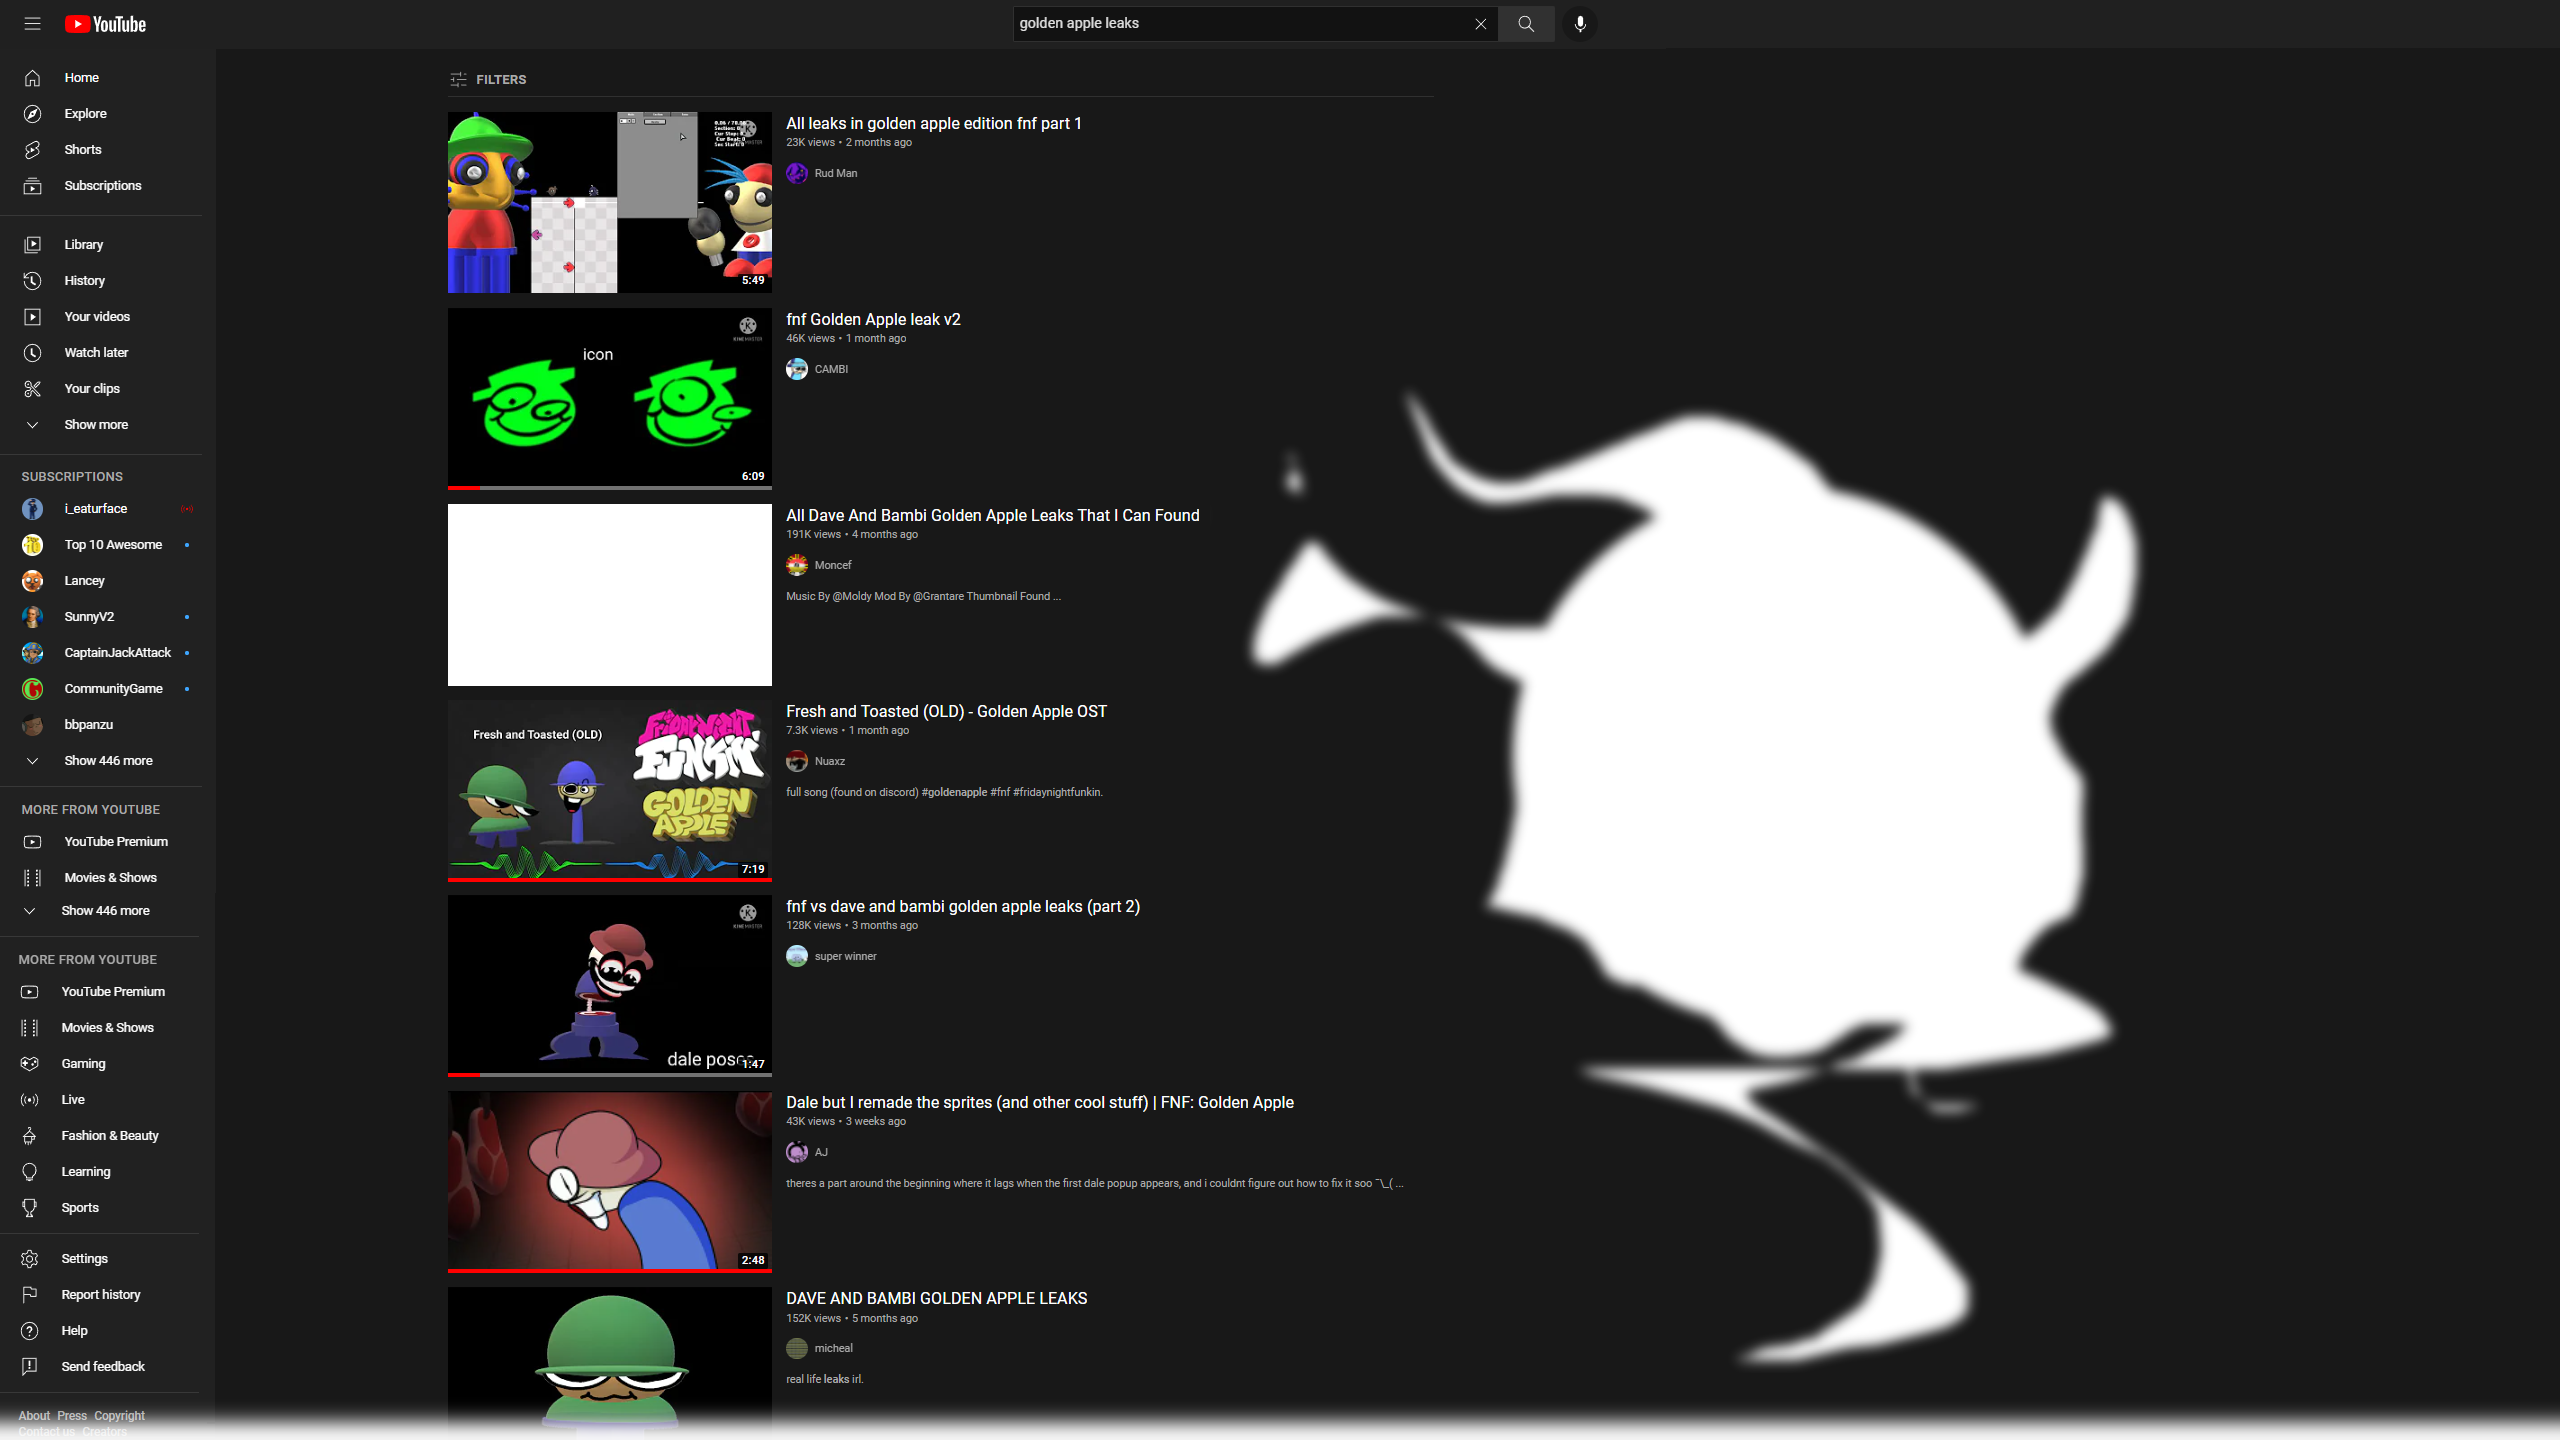 YouTube
golden apple leaks
Home
Explore
Shorts
Subscriptions
Library
History
Your videos
Watch later
Your clips
Show more
SUBSCRIPTIONS
i_eaturface
Top 10 Awesome
Lancey
SunnyV2
CaptainJackAttack
CommunityGame
bbpanzu
Show 446 more
MORE FROM YOUTUBE
YouTube Premium
Movies & Shows
Show 446 more
MORE FROM YOUTUBE
YouTube Premium
Movies & Shows
Gaming
Live
Fashion & Beauty
Learning
Sports
Settings
Report history
Help
Send feedback
About Press Copyright
Contact us Creators
FILTERS
5:49
All leaks in golden apple edition fnf part 1
23K views • 2 months ago
Rud Man
icon
KINEMASTER
6:09
fnf Golden Apple leak v2
46K views • 1 month ago
CAMBI
All Dave And Bambi Golden Apple Leaks That I Can Found
191K views • 4 months ago
Moncef
Music By @Moldy Mod By @Grantare Thumbnail Found ...
Fresh and Toasted (OLD)
FRIDAY NIGHT
FUNKIN'
GOLDEN
APPLE
7:19
Fresh and Toasted (OLD) - Golden Apple OST
7.3K views • 1 month ago
Nuaxz
full song (found on discord) #goldenapple #fnf #fridaynightfunkin.
KINEMASTER
dale poses
1:47
fnf vs dave and bambi golden apple leaks (part 2)
128K views • 3 months ago
super winner
2:48
Dale but I remade the sprites (and other cool stuff) | FNF: Golden Apple
43K views • 3 weeks ago
AJ
theres a part around the beginning where it lags when the first dale popup appears, and i couldnt figure out how to fix it soo ¯\_( ...
DAVE AND BAMBI GOLDEN APPLE LEAKS
152K views • 5 months ago
micheal
real life leaks irl.